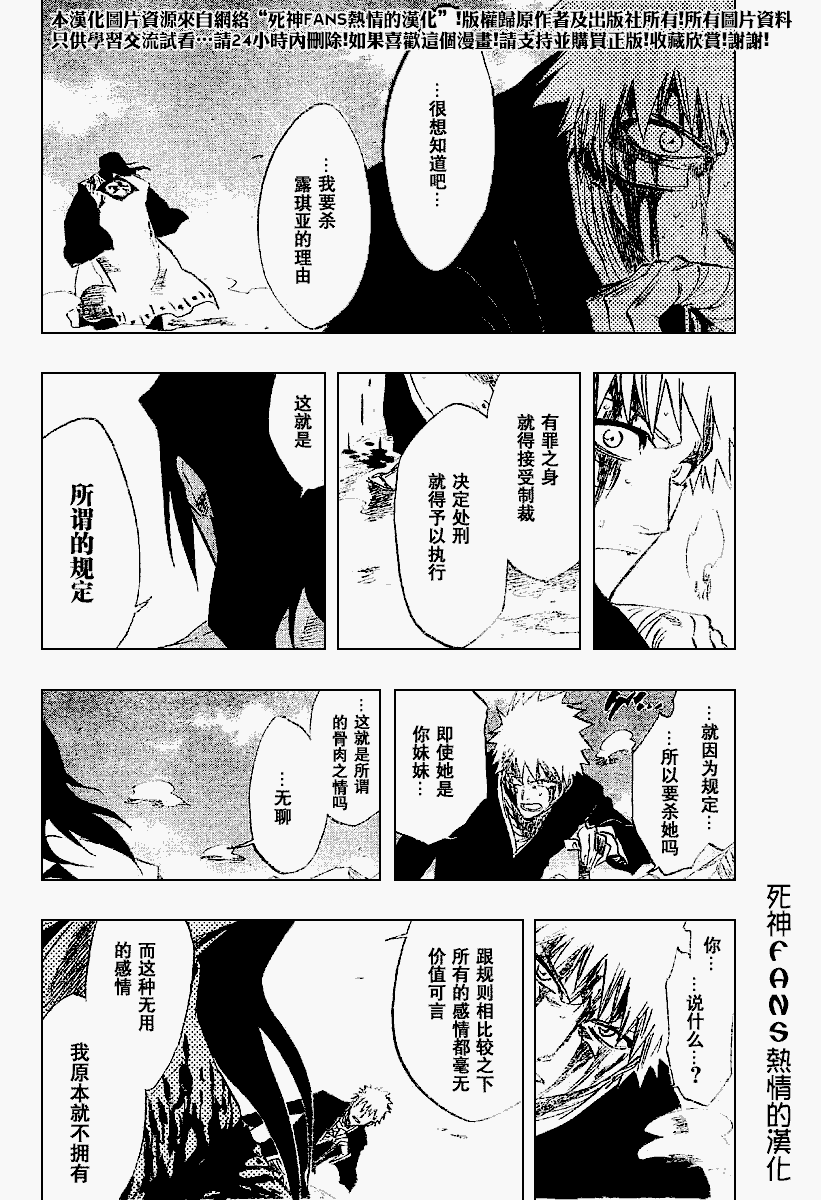 本漢化圖片資源來自網絡“死神FANS熱情的漢化”!版權歸原作者及出版社所有!所有圖片資料
只供學習交流試看…請24小時內刪除!如果喜歡這個漫畫!請支持並購買正版!收藏欣賞!謝謝!
…很想知道吧…
…我要杀
露琪亚的理由
有罪之身
就得接受制裁
决定处刑
就得予以执行
这就是
所谓的规定
…就因为规定…
…所以要杀她吗
即使她是
你妹妹…
…这就是所谓
的骨肉之情吗
…无聊
你…
…说什么…?
跟规则相比较之下
所有的感情都毫无
价值可言
而这种无用
的感情
我原本就不拥有
死神FANS熱情的漢化